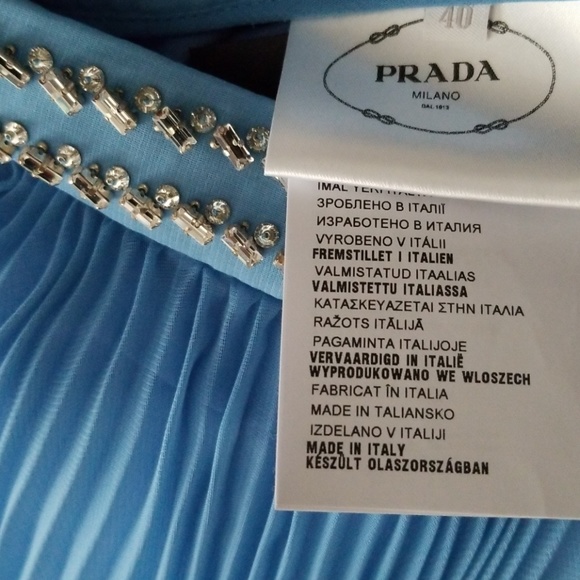 40
PRADA
MILANO
DAL 1913
ЗРОБЛЕНО В ІТАЛІЇ
ИЗРАБОТЕНО В ИТАЛИЯ
VYROBENO V ITÁLII
FREMSTILLET I ITALIEN
VALMISTATUD ITAALIAS
VALMISTETTU ITALIASSA
ΚΑΤΑΣΚΕΥΑΖΕΤΑΙ ΣΤΗΝ ΙΤΑΛΙΑ
RAŽOTS ITĀLIJĀ
PAGAMINTA ITALIJOJE
VERVAARDIGD IN ITALIË
WYPRODUKOWANO WE WLOSZECH
FABRICAT ÎN ITALIA
MADE IN TALIANSKO
IZDELANO V ITALIJI
MADE IN ITALY
KÉSZÜLT OLASZORSZÁGBAN